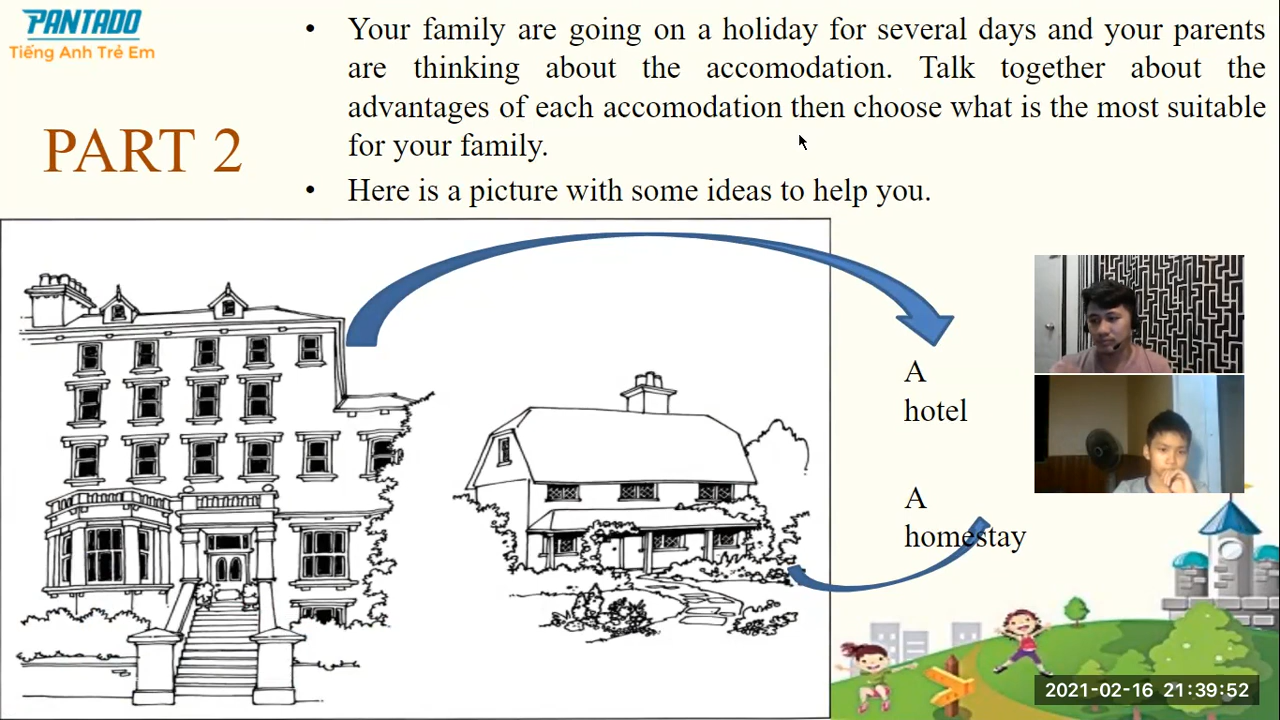 PANTADO
Tiếng Anh Trẻ Em
PART 2
• Your family are going on a holiday for several days and your parents
are thinking about the accomodation. Talk together about the
advantages of each accomodation then choose what is the most suitable
for your family.
• Here is a picture with some ideas to help you.
A
hotel
A
homestay
2021-02-16 21:39:52